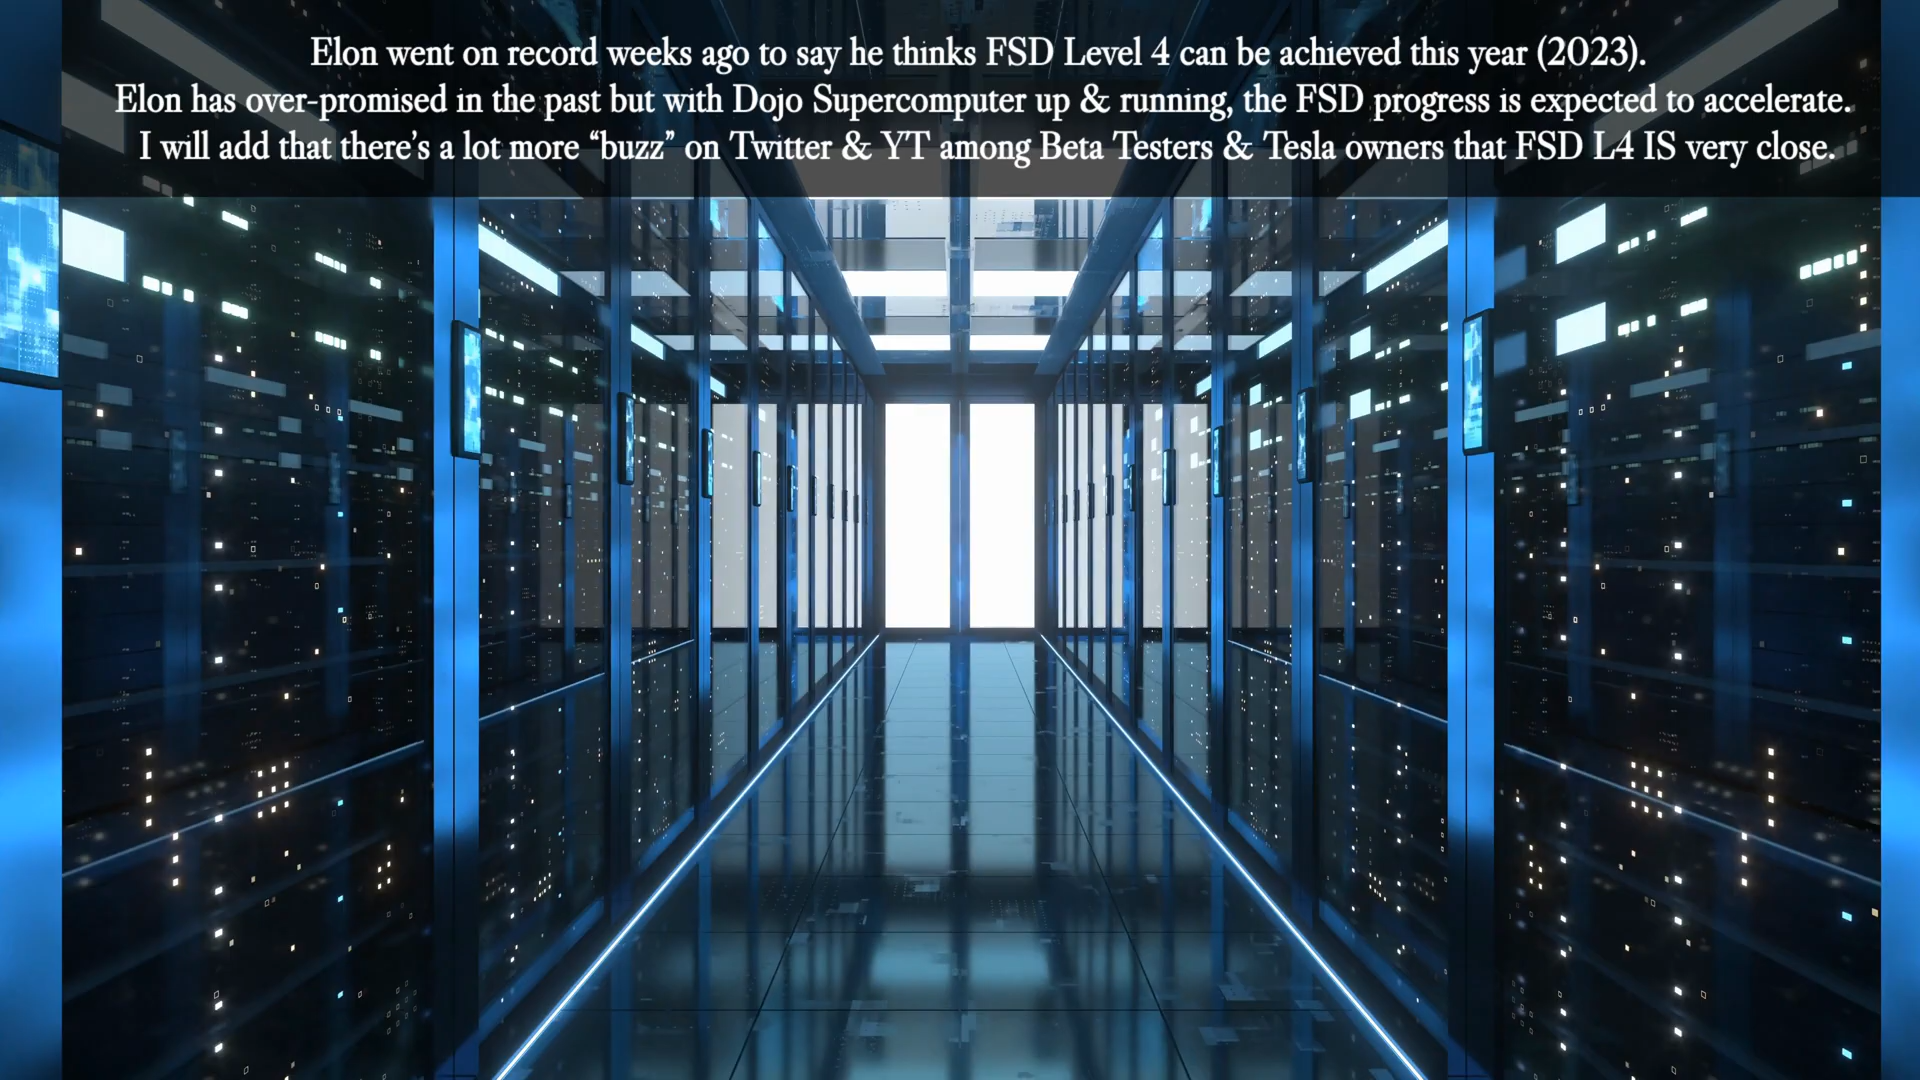 Elon went on record weeks ago to say he thinks FSD Level 4 can be achieved this year (2023).
Elon has over-promised in the past but with Dojo Supercomputer up & running, the FSD progress is expected to accelerate.
I will add that there’s a lot more “buzz” on Twitter & YT among Beta Testers & Tesla owners that FSD L4 IS very close.